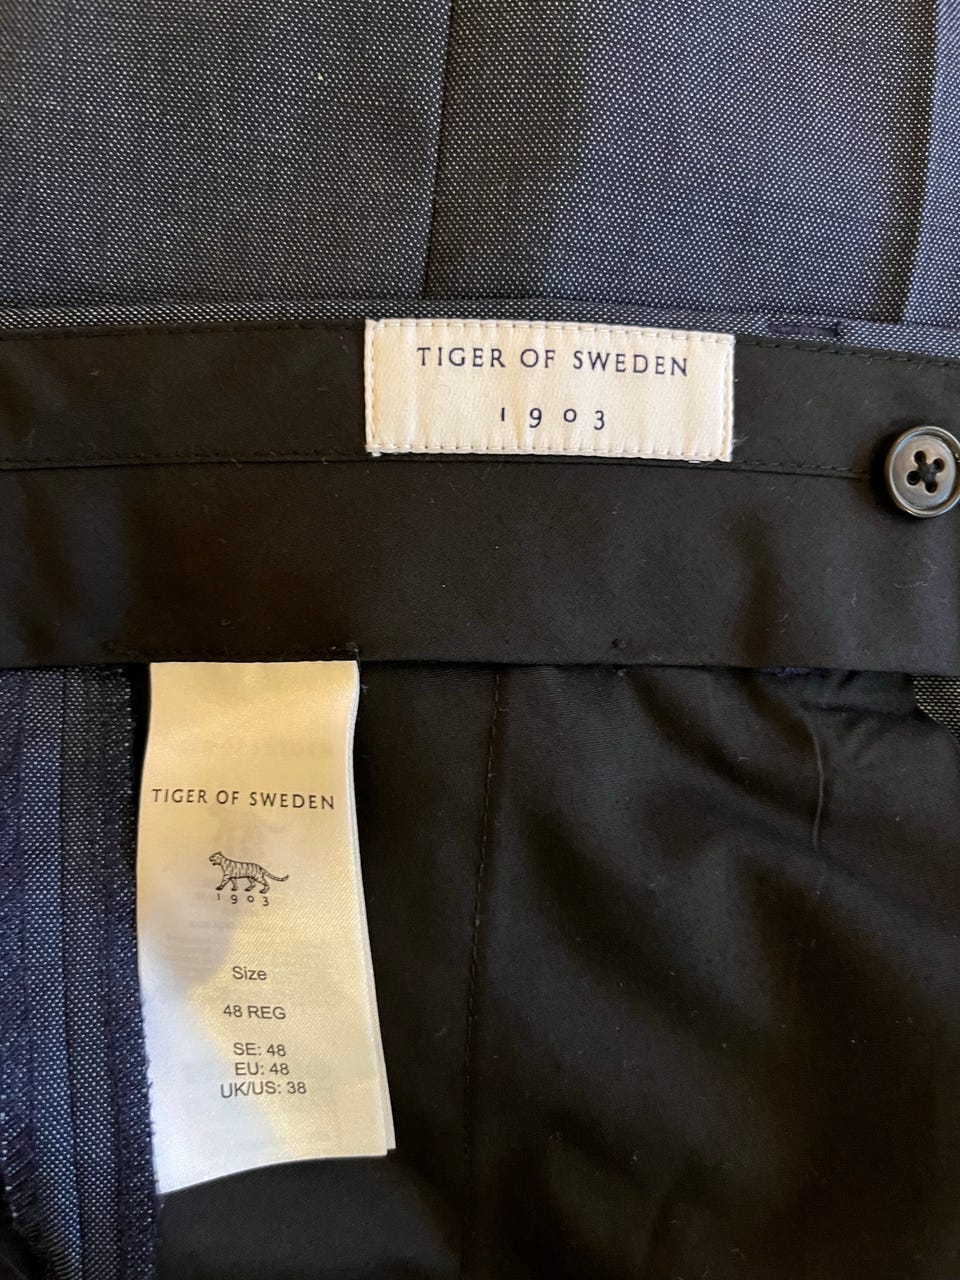 TIGER OF SWEDEN
1903
TIGER OF SWEDEN
1903
Size
48 REG
SE: 48
EU: 48
UK/US: 38